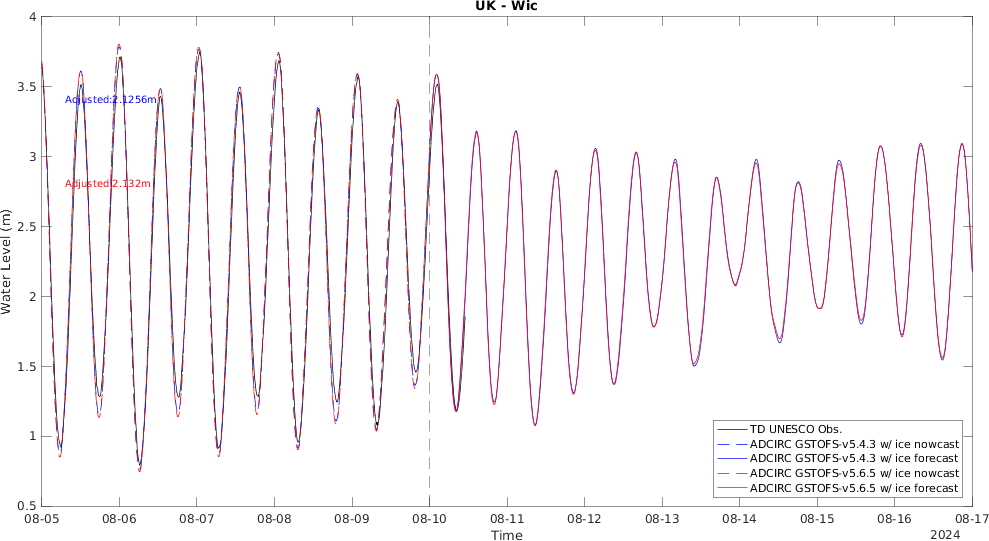 UK - Wic
4
3.5
3
2.5
2
1.5
1
0.5
Water Level (m)
Adjusted:2.1256m
Adjusted:2.132m
TD UNESCO Obs.
ADCIRC GSTOFS-v5.4.3 w/ ice nowcast
ADCIRC GSTOFS-v5.4.3 w/ ice forecast
ADCIRC GSTOFS-v5.6.5 w/ ice nowcast
ADCIRC GSTOFS-v5.6.5 w/ ice forecast
08-05 08-06 08-07 08-08 08-09 08-10 08-11 08-12 08-13 08-14 08-15 08-16 08-17
Time
2024